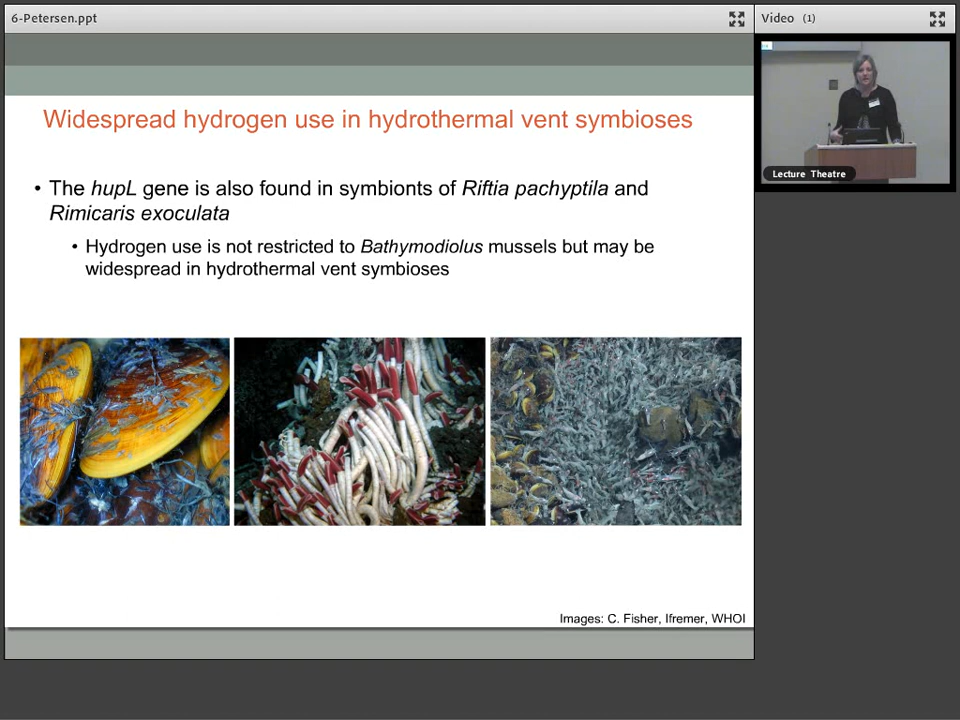 6-Petersen.ppt
Video (1)
Lecture Theatre
Widespread hydrogen use in hydrothermal vent symbioses
• The hupL gene is also found in symbionts of Riftia pachyptila and
Rimicaris exoculata
• Hydrogen use is not restricted to Bathymodiolus mussels but may be
widespread in hydrothermal vent symbioses
Images: C. Fisher, Ifremer, WHOI